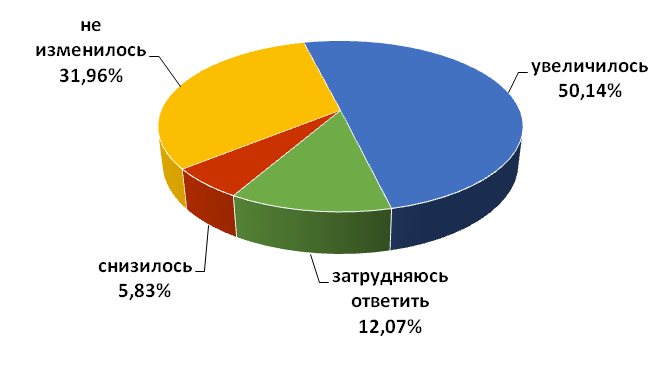 не
изменилось
31,96%
увеличилось
50,14%
снизилось
5,83%
затрудняюсь
ответить
12,07%